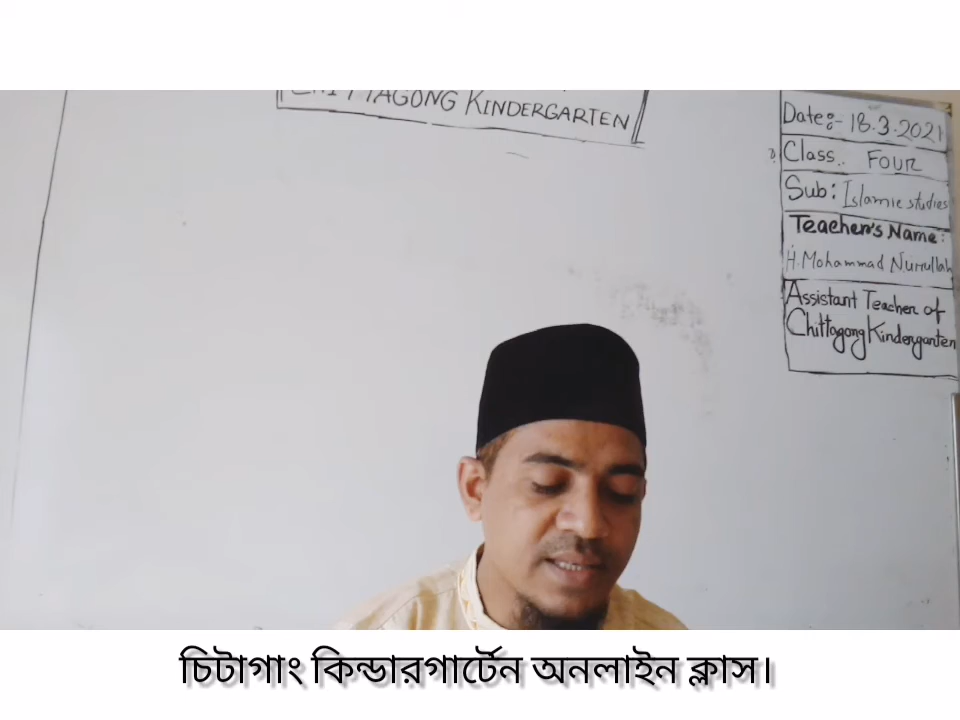 CHITTAGONG KINDERGARTEN
Date:- 18.3.2021
Class.. FOUR
Sub: Islamic studies
Teacher's Name:
H. Mohammad Nurullah
Assistant Teacher of
Chittagong Kindergarten
চিটাগাং কিন্ডারগার্টেন অনলাইন ক্লাস।